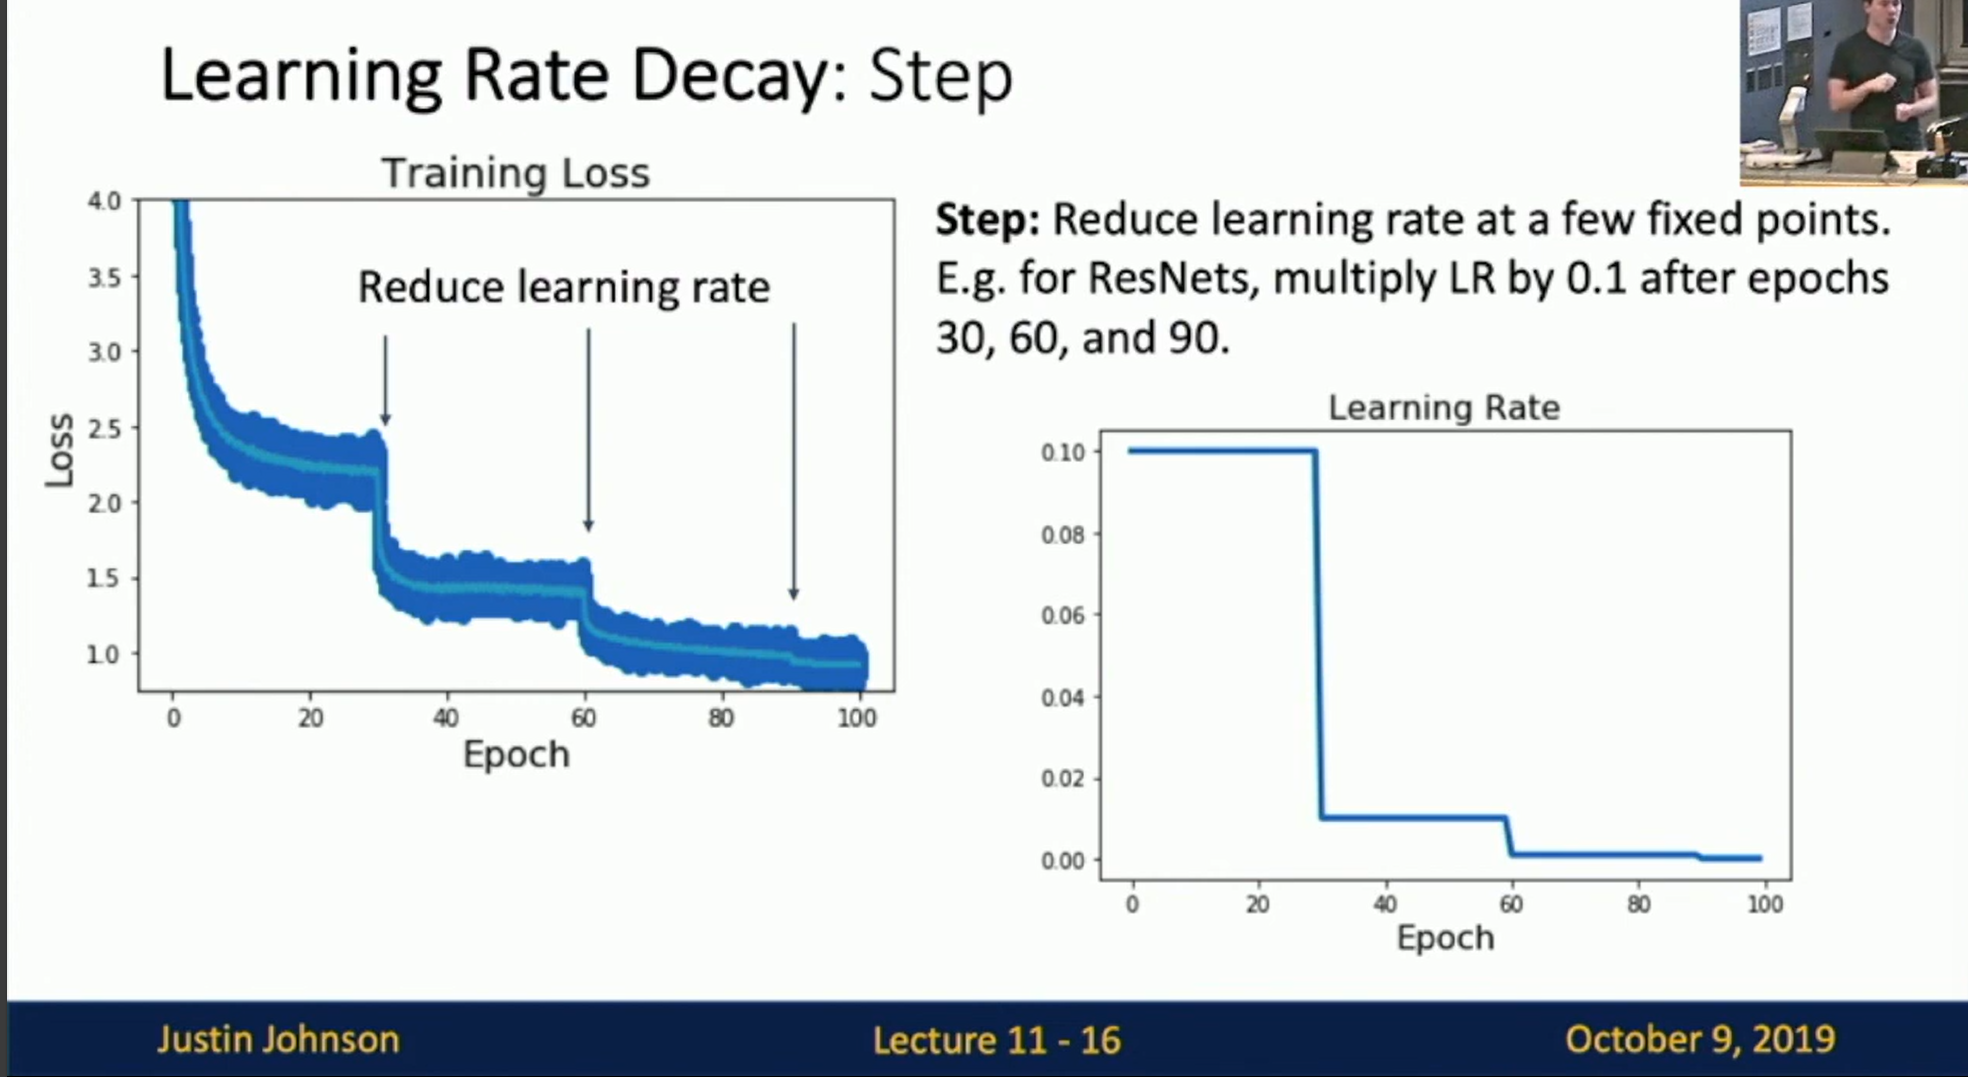 Learning Rate Decay: Step
Training Loss
4.0
3.5
3.0
2.5
2.0
1.5
1.0
Loss
Reduce learning rate
0 20 40 60 80 100
Epoch
Step: Reduce learning rate at a few fixed points.
E.g. for ResNets, multiply LR by 0.1 after epochs
30, 60, and 90.
Learning Rate
0.10
0.08
0.06
0.04
0.02
0.00
0 20 40 60 80 100
Epoch
Justin Johnson
Lecture 11 - 16
October 9, 2019